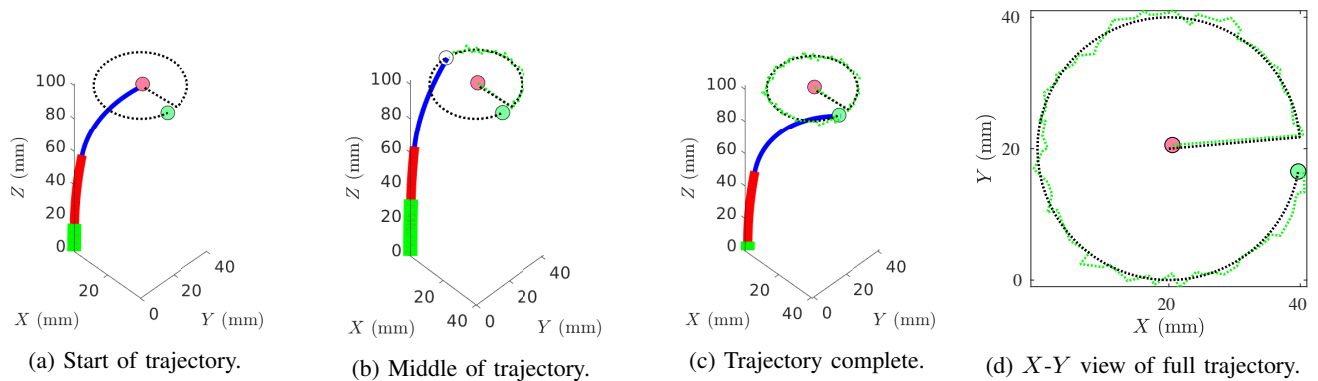 100
80
60
40
20
0
Z (mm)
20
0
20
40
X (mm)
Y (mm)
(a) Start of trajectory.
100
80
60
40
20
0
Z (mm)
20
40
0
20
40
X (mm)
Y (mm)
(b) Middle of trajectory.
100
80
60
40
20
0
Z (mm)
20
40
0
20
40
X (mm)
Y (mm)
(c) Trajectory complete.
40
20
0
Y (mm)
20
40
X (mm)
(d) X-Y view of full trajectory.